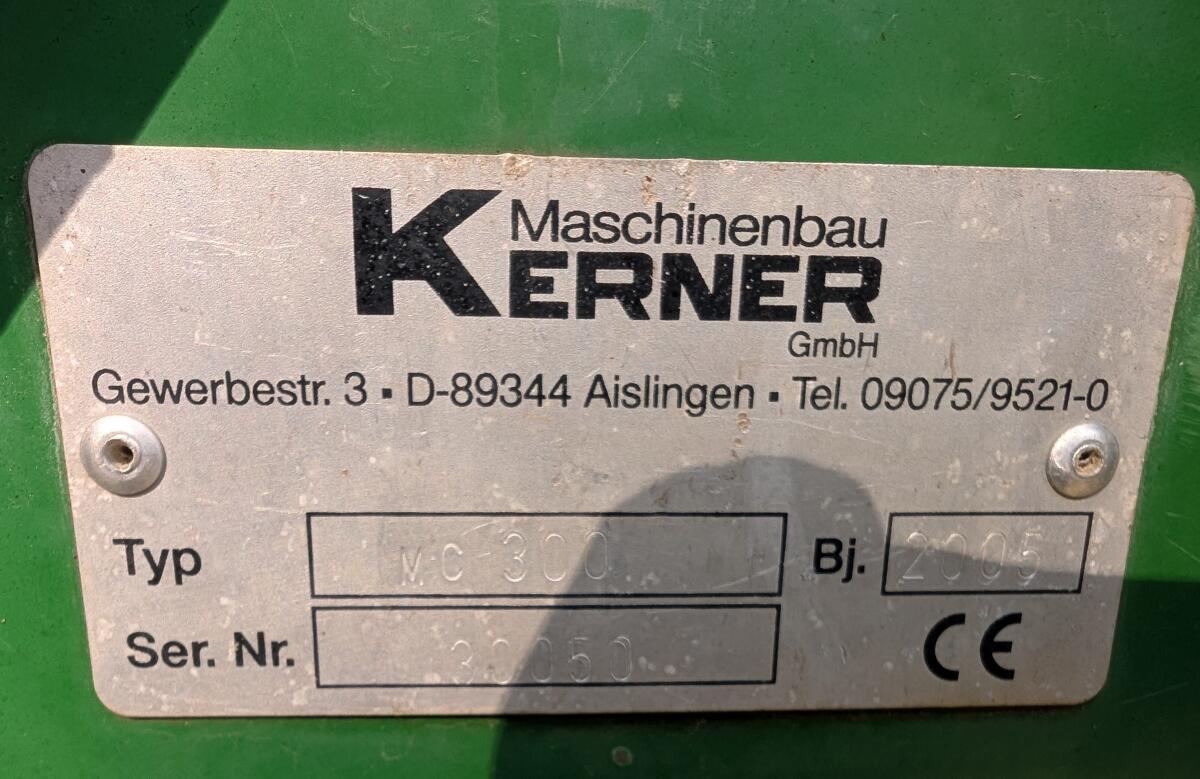 Maschinenbau
KERNER
GmbH
Gewerbestr. 3 ▪ D-89344 Aislingen ▪ Tel. 09075/9521-0
Typ MC 300 Bj. 2005
Ser. Nr. 30050 CE